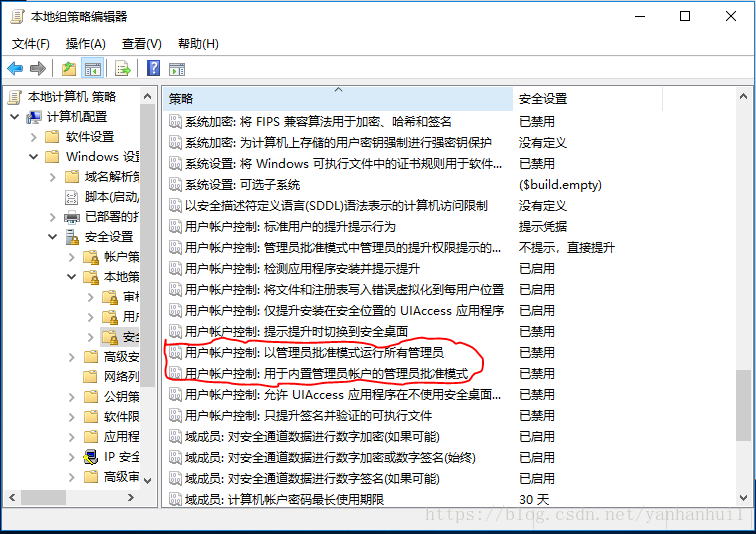 本地组策略编辑器
文件(F) 操作(A) 查看(V) 帮助(H)
本地计算机 策略
计算机配置
软件设置
Windows 设
域名解析策
脚本(启动/
已部署的打
安全设置
帐户策
本地策
审核
用户
安全
高级安
网络列
公钥策
软件限
应用程
IP 安全
高级审
策略 安全设置
系统加密: 将 FIPS 兼容算法用于加密、哈希和签名 已禁用
系统加密: 为计算机上存储的用户密钥强制进行强密钥保护 没有定义
系统设置: 将 Windows 可执行文件中的证书规则用于软件... 已禁用
系统设置: 可选子系统 ($build.empty)
以安全描述符定义语言(SDDL)语法表示的计算机访问限制 没有定义
用户帐户控制: 标准用户的提升提示行为 提示凭据
用户帐户控制: 管理员批准模式中管理员的提升权限提示的... 不提示，直接提升
用户帐户控制: 检测应用程序安装并提示提升 已启用
用户帐户控制: 将文件和注册表写入错误虚拟化到每用户位置 已启用
用户帐户控制: 仅提升安装在安全位置的 UIAccess 应用程序 已启用
用户帐户控制: 提示提升时切换到安全桌面 已禁用
用户帐户控制: 以管理员批准模式运行所有管理员 已禁用
用户帐户控制: 用于内置管理员帐户的管理员批准模式 已禁用
用户帐户控制: 允许 UIAccess 应用程序在不使用安全桌面... 已禁用
用户帐户控制: 只提升签名并验证的可执行文件 已禁用
域成员: 对安全通道数据进行数字加密(如果可能) 已启用
域成员: 对安全通道数据进行数字加密或数字签名(始终) 已启用
域成员: 对安全通道数据进行数字签名(如果可能) 已启用
域成员: 计算机帐户密码最长使用期限 30 天
https://blog.csdn.net/yanhanhui1